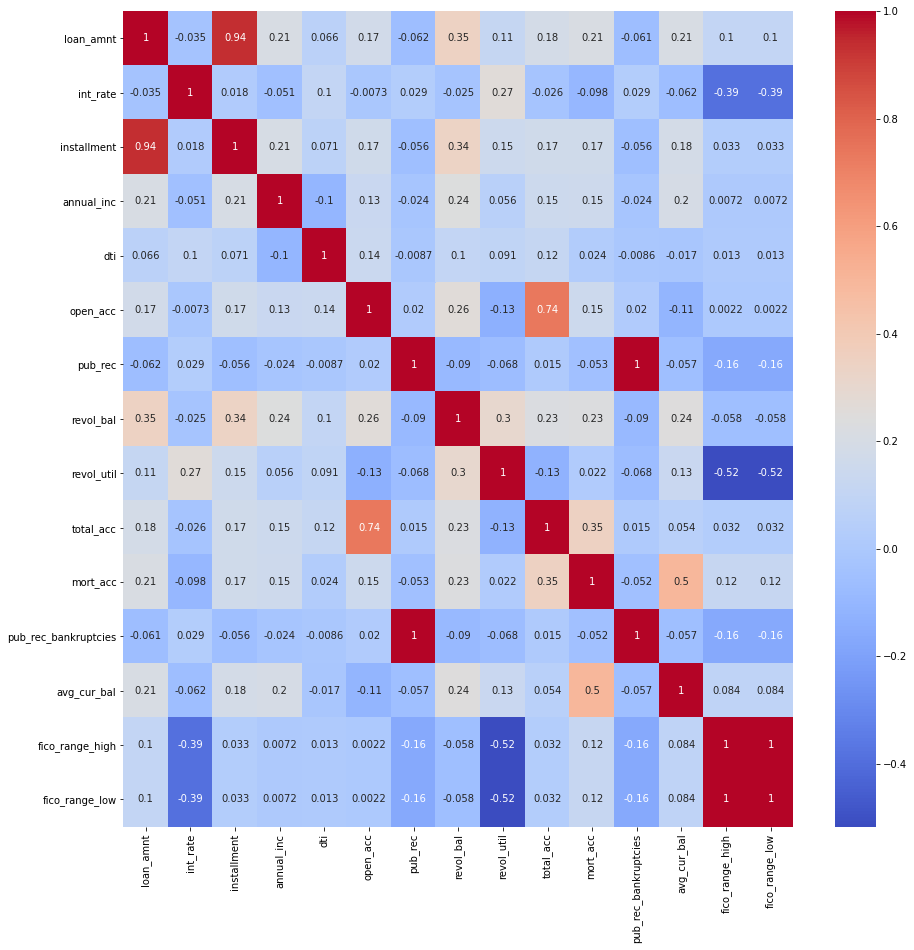 loan_amnt 1 -0.035 0.94 0.21 0.066 0.17 -0.062 0.35 0.11 0.18 0.21 -0.061 0.21 0.1 0.1
int_rate -0.035 1 0.018 -0.051 0.1 -0.0073 0.029 -0.025 0.27 -0.026 -0.098 0.029 -0.062 -0.39 -0.39
installment 0.94 0.018 1 0.21 0.071 0.17 -0.056 0.34 0.15 0.17 0.17 -0.056 0.18 0.033 0.033
annual_inc 0.21 -0.051 0.21 1 -0.1 0.13 -0.024 0.24 0.056 0.15 0.15 -0.024 0.2 0.0072 0.0072
dti 0.066 0.1 0.071 -0.1 1 0.14 -0.0087 0.1 0.091 0.12 0.024 -0.0086 -0.017 0.013 0.013
open_acc 0.17 -0.0073 0.17 0.13 0.14 1 0.02 0.26 -0.13 0.74 0.15 0.02 -0.11 0.0022 0.0022
pub_rec -0.062 0.029 -0.056 -0.024 -0.0087 0.02 1 -0.09 -0.068 0.015 -0.053 1 -0.057 -0.16 -0.16
revol_bal 0.35 -0.025 0.34 0.24 0.1 0.26 -0.09 1 0.3 0.23 0.23 -0.09 0.24 -0.058 -0.058
revol_util 0.11 0.27 0.15 0.056 0.091 -0.13 -0.068 0.3 1 -0.13 0.022 -0.068 0.13 -0.52 -0.52
total_acc 0.18 -0.026 0.17 0.15 0.12 0.74 0.015 0.23 -0.13 1 0.35 0.015 0.054 0.032 0.032
mort_acc 0.21 -0.098 0.17 0.15 0.024 0.15 -0.053 0.23 0.022 0.35 1 -0.052 0.5 0.12 0.12
pub_rec_bankruptcies -0.061 0.029 -0.056 -0.024 -0.0086 0.02 1 -0.09 -0.068 0.015 -0.052 1 -0.057 -0.16 -0.16
avg_cur_bal 0.21 -0.062 0.18 0.2 -0.017 -0.11 -0.057 0.24 0.13 0.054 0.5 -0.057 1 0.084 0.084
fico_range_high 0.1 -0.39 0.033 0.0072 0.013 0.0022 -0.16 -0.058 -0.52 0.032 0.12 -0.16 0.084 1 1
fico_range_low 0.1 -0.39 0.033 0.0072 0.013 0.0022 -0.16 -0.058 -0.52 0.032 0.12 -0.16 0.084 1 1
loan_amnt
int_rate
installment
annual_inc
dti
open_acc
pub_rec
revol_bal
revol_util
total_acc
mort_acc
pub_rec_bankruptcies
avg_cur_bal
fico_range_high
fico_range_low
1.0
0.8
0.6
0.4
0.2
0.0
−0.2
−0.4